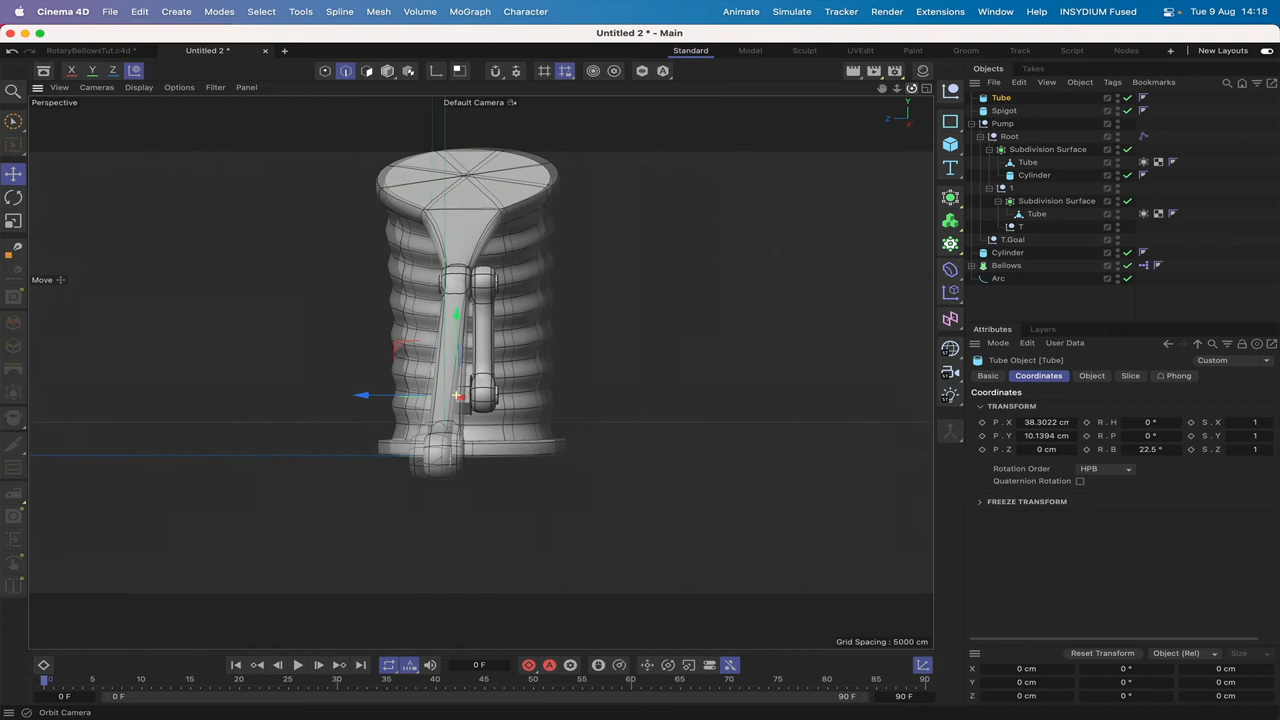 Cinema 4D File Edit Create Modes Select Tools Spline Mesh Volume MoGraph Character Animate Simulate Tracker Render Extensions Window Help INSYDIUM Fused Tue 9 Aug 14:18
Untitled 2 * - Main
RotaryBellowsTut.c4d * Untitled 2 * Standard Model Sculpt UVEdit Paint Groom Track Script Nodes New Layouts
X Y Z
View Cameras Display Options Filter Panel
Objects Takes
File Edit View Object Tags Bookmarks
Perspective Default Camera
Y
Z
X
Tube
Spigot
Pump
Root
Subdivision Surface
Tube
Cylinder
1
Subdivision Surface
Tube
T
T.Goal
Cylinder
Bellows
Arc
Move
Attributes Layers
Mode Edit User Data
Tube Object [Tube] Custom
Basic Coordinates Object Slice Phong
Coordinates
TRANSFORM
P . X 38.3022 cm R . H 0 ° S . X 1
P . Y 10.1394 cm R . P 0 ° S . Y 1
P . Z 0 cm R . B 22.5 ° S . Z 1
Rotation Order HPB
Quaternion Rotation
FREEZE TRANSFORM
Grid Spacing : 5000 cm
0 F
Reset Transform Object (Rel) Size
X 0 cm 0 ° 0 cm
Y 0 cm 0 ° 0 cm
Z 0 cm 0 ° 0 cm
0 5 10 15 20 25 30 35 40 45 50 55 60 65 70 75 80 85 90
0 F 0 F 90 F 90 F
Orbit Camera